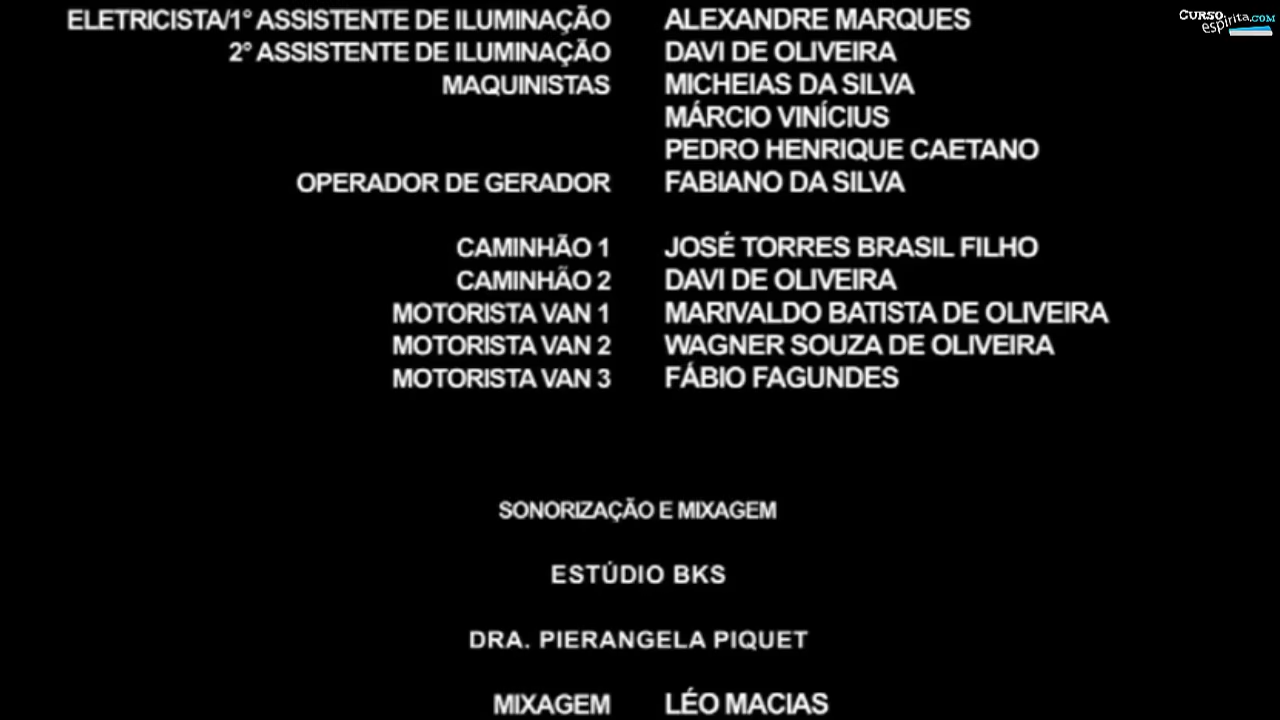 CURSO
espírita.COM
ELETRICISTA/1° ASSISTENTE DE ILUMINAÇÃO ALEXANDRE MARQUES
2° ASSISTENTE DE ILUMINAÇÃO DAVI DE OLIVEIRA
MAQUINISTAS MICHEIAS DA SILVA
MÁRCIO VINÍCIUS
PEDRO HENRIQUE CAETANO
OPERADOR DE GERADOR FABIANO DA SILVA
CAMINHÃO 1 JOSÉ TORRES BRASIL FILHO
CAMINHÃO 2 DAVI DE OLIVEIRA
MOTORISTA VAN 1 MARIVALDO BATISTA DE OLIVEIRA
MOTORISTA VAN 2 WAGNER SOUZA DE OLIVEIRA
MOTORISTA VAN 3 FÁBIO FAGUNDES
SONORIZAÇÃO E MIXAGEM
ESTÚDIO BKS
DRA. PIERANGELA PIQUET
MIXAGEM LÉO MACIAS